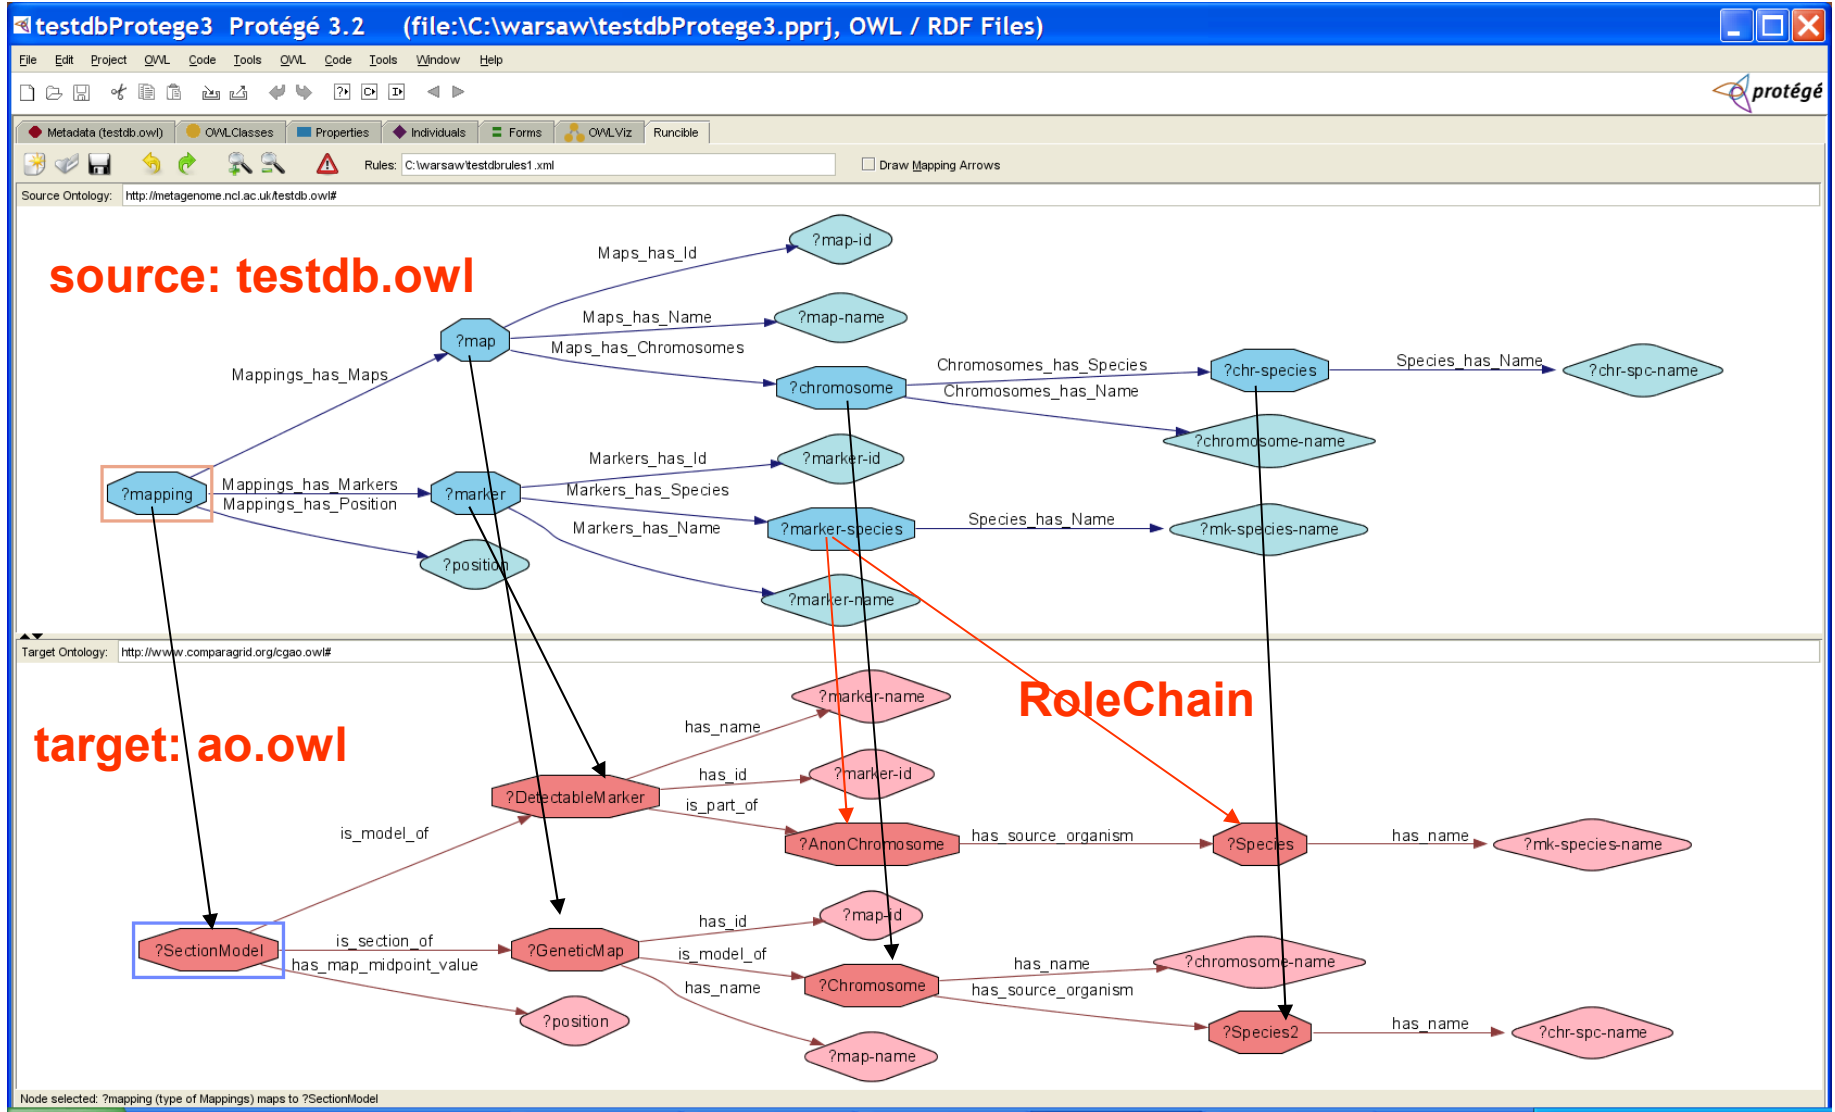 testdbProtege3 Protégé 3.2 (file:\C:\warsaw\testdbProtege3.pprj, OWL / RDF Files)
File Edit Project OWL Code Tools OWL Code Tools Window Help
protégé
Metadata (testdb.owl) OWLClasses Properties Individuals Forms OWLViz Runcible
Rules: C:\warsaw\testdbrules1.xml Draw Mapping Arrows
Source Ontology: http://metagenome.ncl.ac.uk/testdb.owl#
source: testdb.owl
Maps_has_Id
?map-id
Maps_has_Name
?map-name
?map
Maps_has_Chromosomes
Mappings_has_Maps
?chromosome
Chromosomes_has_Species
?chr-species
Species_has_Name
?chr-spc-name
Chromosomes_has_Name
?chromosome-name
?mapping
Mappings_has_Markers
Mappings_has_Position
?marker
?position
Markers_has_Id
?marker-id
Markers_has_Species
?marker-species
Species_has_Name
?mk-species-name
Markers_has_Name
?marker-name
Target Ontology: http://www.comparagrid.org/cgao.owl#
RoleChain
target: ao.owl
has_name
?marker-name
has_id
?marker-id
?DetectableMarker
is_part_of
is_model_of
?AnonChromosome
has_source_organism
?Species
has_name
?mk-species-name
?SectionModel
is_section_of
has_map_midpoint_value
?GeneticMap
?position
has_id
?map-id
is_model_of
?Chromosome
has_name
?chromosome-name
has_source_organism
?Species2
has_name
?chr-spc-name
has_name
?map-name
Node selected: ?mapping (type of Mappings) maps to ?SectionModel